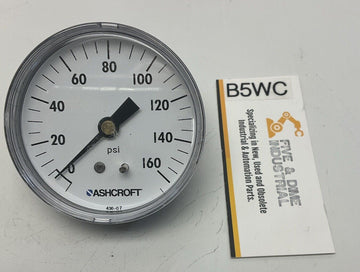 80
60 100
40 120
20 140
0 160
psi
ASHCROFT
B5WC
FIVE & DIME
INDUSTRIAL
Specializing in New, Used and Obsolete
Industrial & Automation Parts.